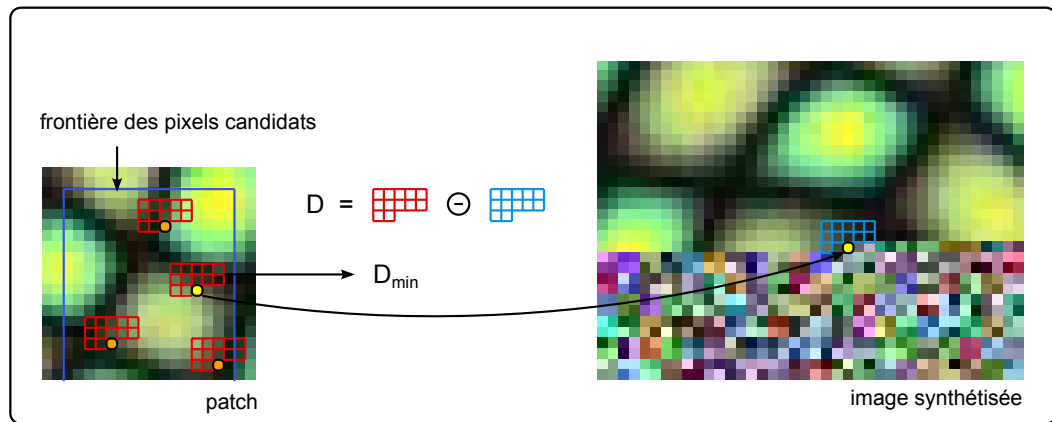 frontière des pixels candidats
D = ⊖
D_min
patch
image synthétisée